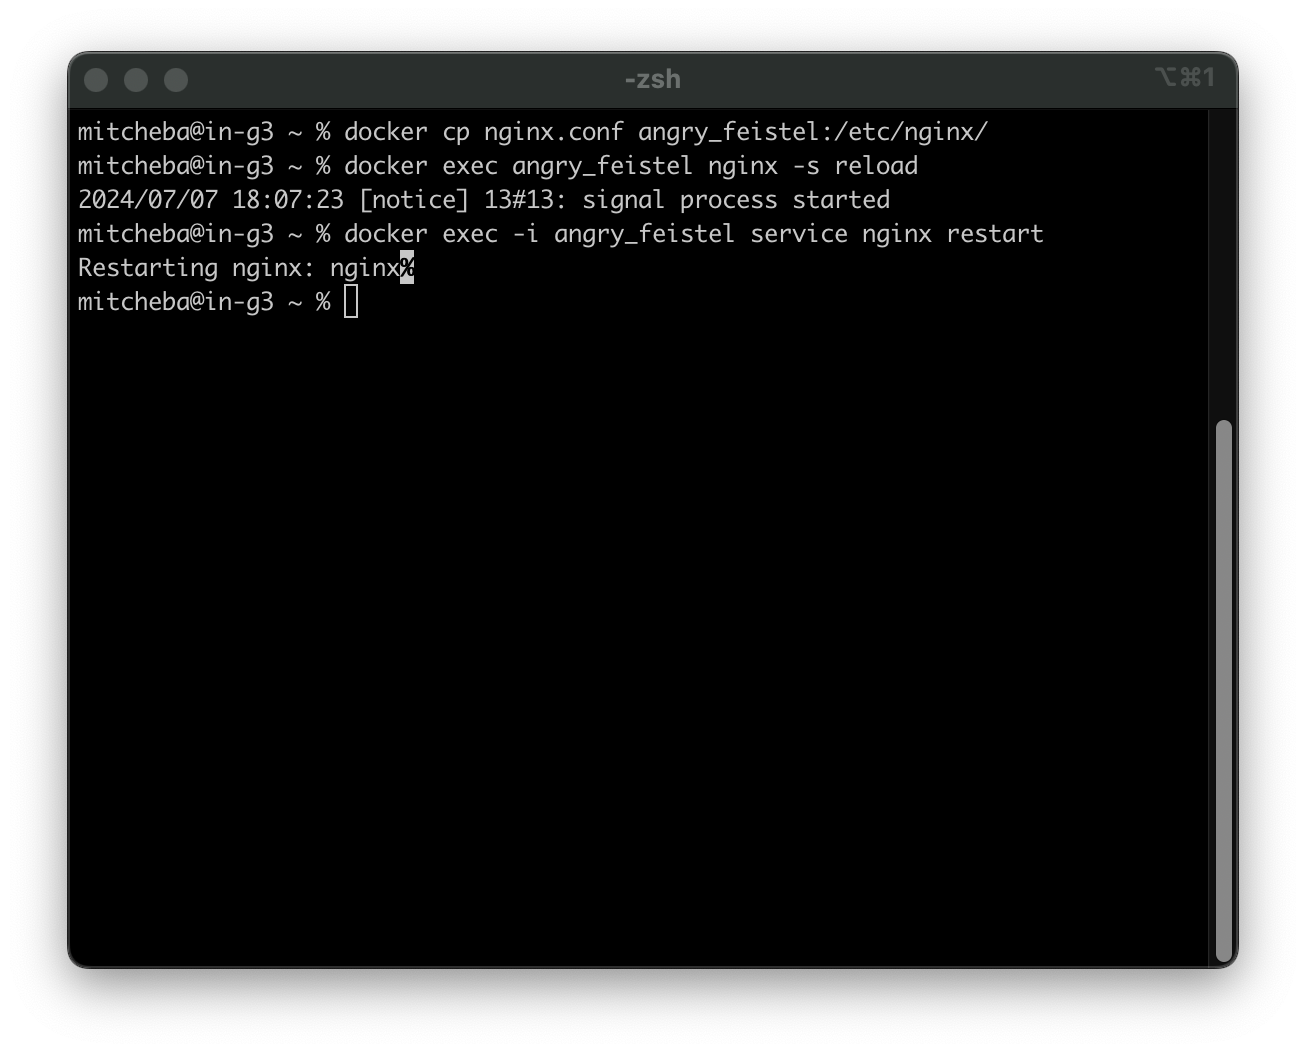 -zsh
⌥⌘1
mitcheba@in-g3 ~ % docker cp nginx.conf angry_feistel:/etc/nginx/
mitcheba@in-g3 ~ % docker exec angry_feistel nginx -s reload
2024/07/07 18:07:23 [notice] 13#13: signal process started
mitcheba@in-g3 ~ % docker exec -i angry_feistel service nginx restart
Restarting nginx: nginx%
mitcheba@in-g3 ~ %